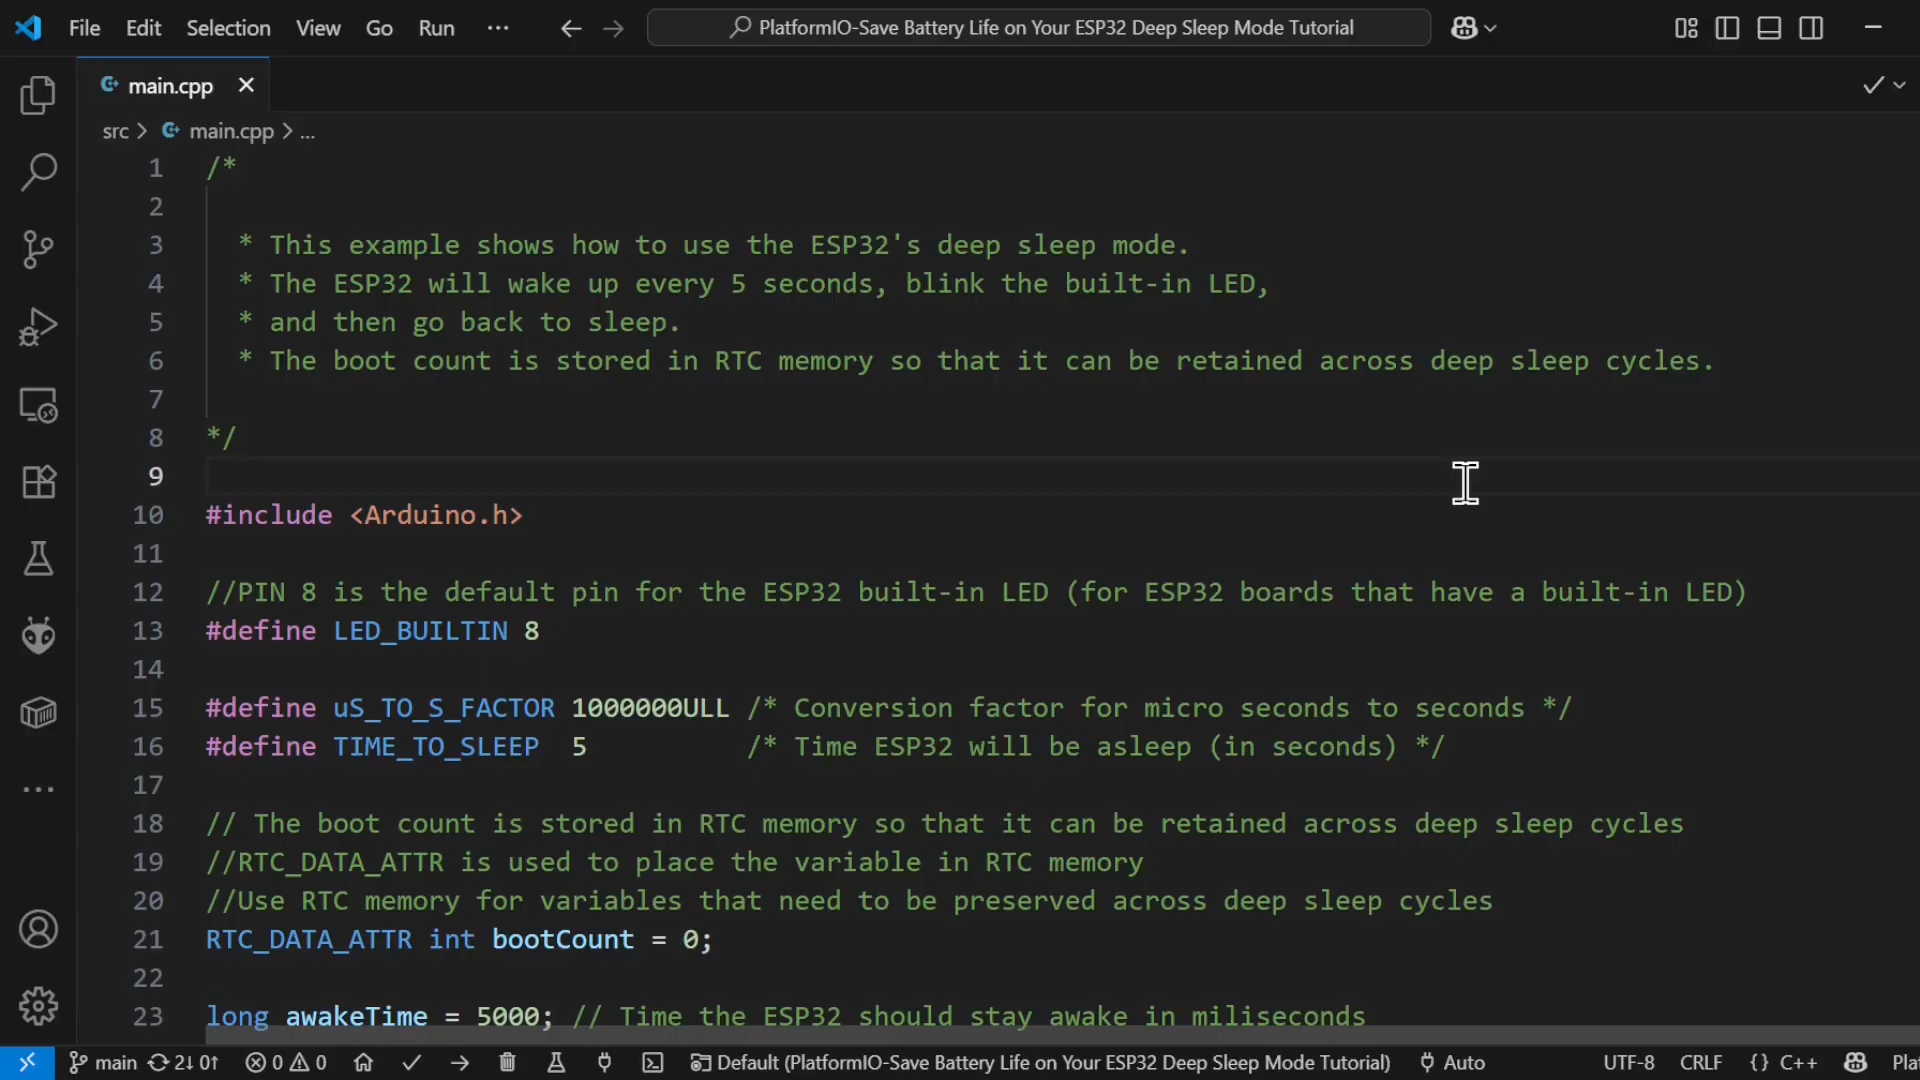 File Edit Selection View Go Run ··· PlatformIO-Save Battery Life on Your ESP32 Deep Sleep Mode Tutorial
main.cpp
src > main.cpp > ...
1 /*
2
3 * This example shows how to use the ESP32's deep sleep mode.
4 * The ESP32 will wake up every 5 seconds, blink the built-in LED,
5 * and then go back to sleep.
6 * The boot count is stored in RTC memory so that it can be retained across deep sleep cycles.
7
8 */
9
10 #include <Arduino.h>
11
12 //PIN 8 is the default pin for the ESP32 built-in LED (for ESP32 boards that have a built-in LED)
13 #define LED_BUILTIN 8
14
15 #define uS_TO_S_FACTOR 1000000ULL /* Conversion factor for micro seconds to seconds */
16 #define TIME_TO_SLEEP 5 /* Time ESP32 will be asleep (in seconds) */
17
18 // The boot count is stored in RTC memory so that it can be retained across deep sleep cycles
19 //RTC_DATA_ATTR is used to place the variable in RTC memory
20 //Use RTC memory for variables that need to be preserved across deep sleep cycles
21 RTC_DATA_ATTR int bootCount = 0;
22
23 long awakeTime = 5000; // Time the ESP32 should stay awake in miliseconds
main 2↓ 0↑ 0 0 Default (PlatformIO-Save Battery Life on Your ESP32 Deep Sleep Mode Tutorial) Auto UTF-8 CRLF {} C++ Pla